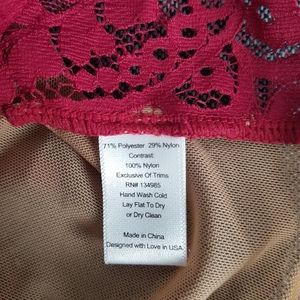 71% Polyester 29% Nylon
Contrast:
100% Nylon
Exclusive Of Trims
RN# 134985
Hand Wash Cold
Lay Flat To Dry
or Dry Clean
Made in China
Designed with Love in USA